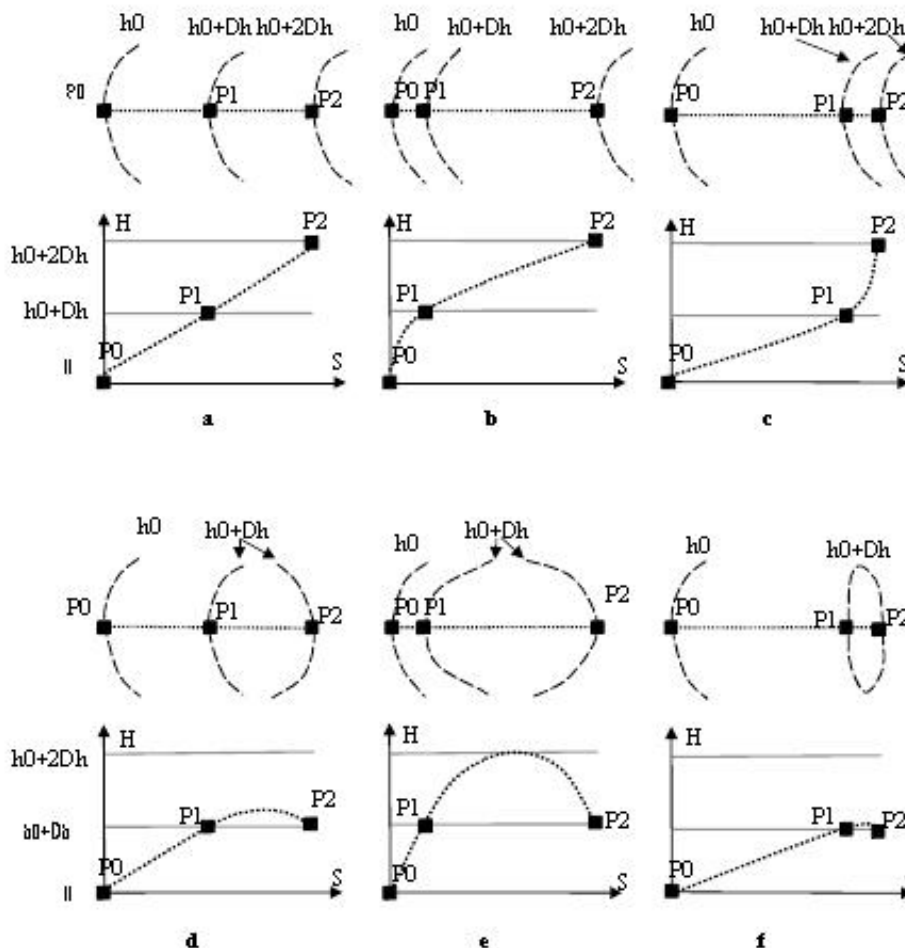 h0 h0+Dh h0+2Dh h0 h0+Dh h0+2Dh h0 h0+Dh h0+2Dh
P0 P1 P2 P0 P1 P2 P0 P1 P2
H H H
P2 P2 P2
h0+2Dh
h0+Dh P1 P1 P1
P0 P0 P0
S S S
a b c
h0 h0+Dh h0 h0+Dh h0 h0+Dh
P0 P1 P2 P0 P1 P2 P0 P1 P2
H H H
h0+2Dh
P1 P2 P1 P2 P1 P2
P0 P0 P0
S S
d e f